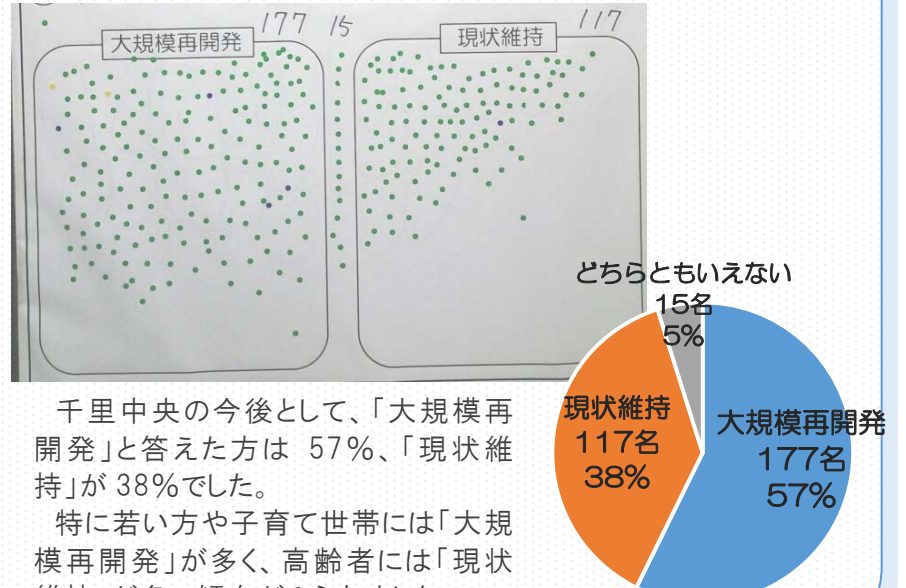 177 15 117
大規模再開発 現状維持
どちらともいえない
15名
5%
現状維持
117名
38%
大規模再開発
177名
57%
千里中央の今後として、「大規模再
開発」と答えた方は 57%、「現状維
持」が 38%でした。
特に若い方や子育て世帯には「大規
模再開発」が多く、高齢者には「現状